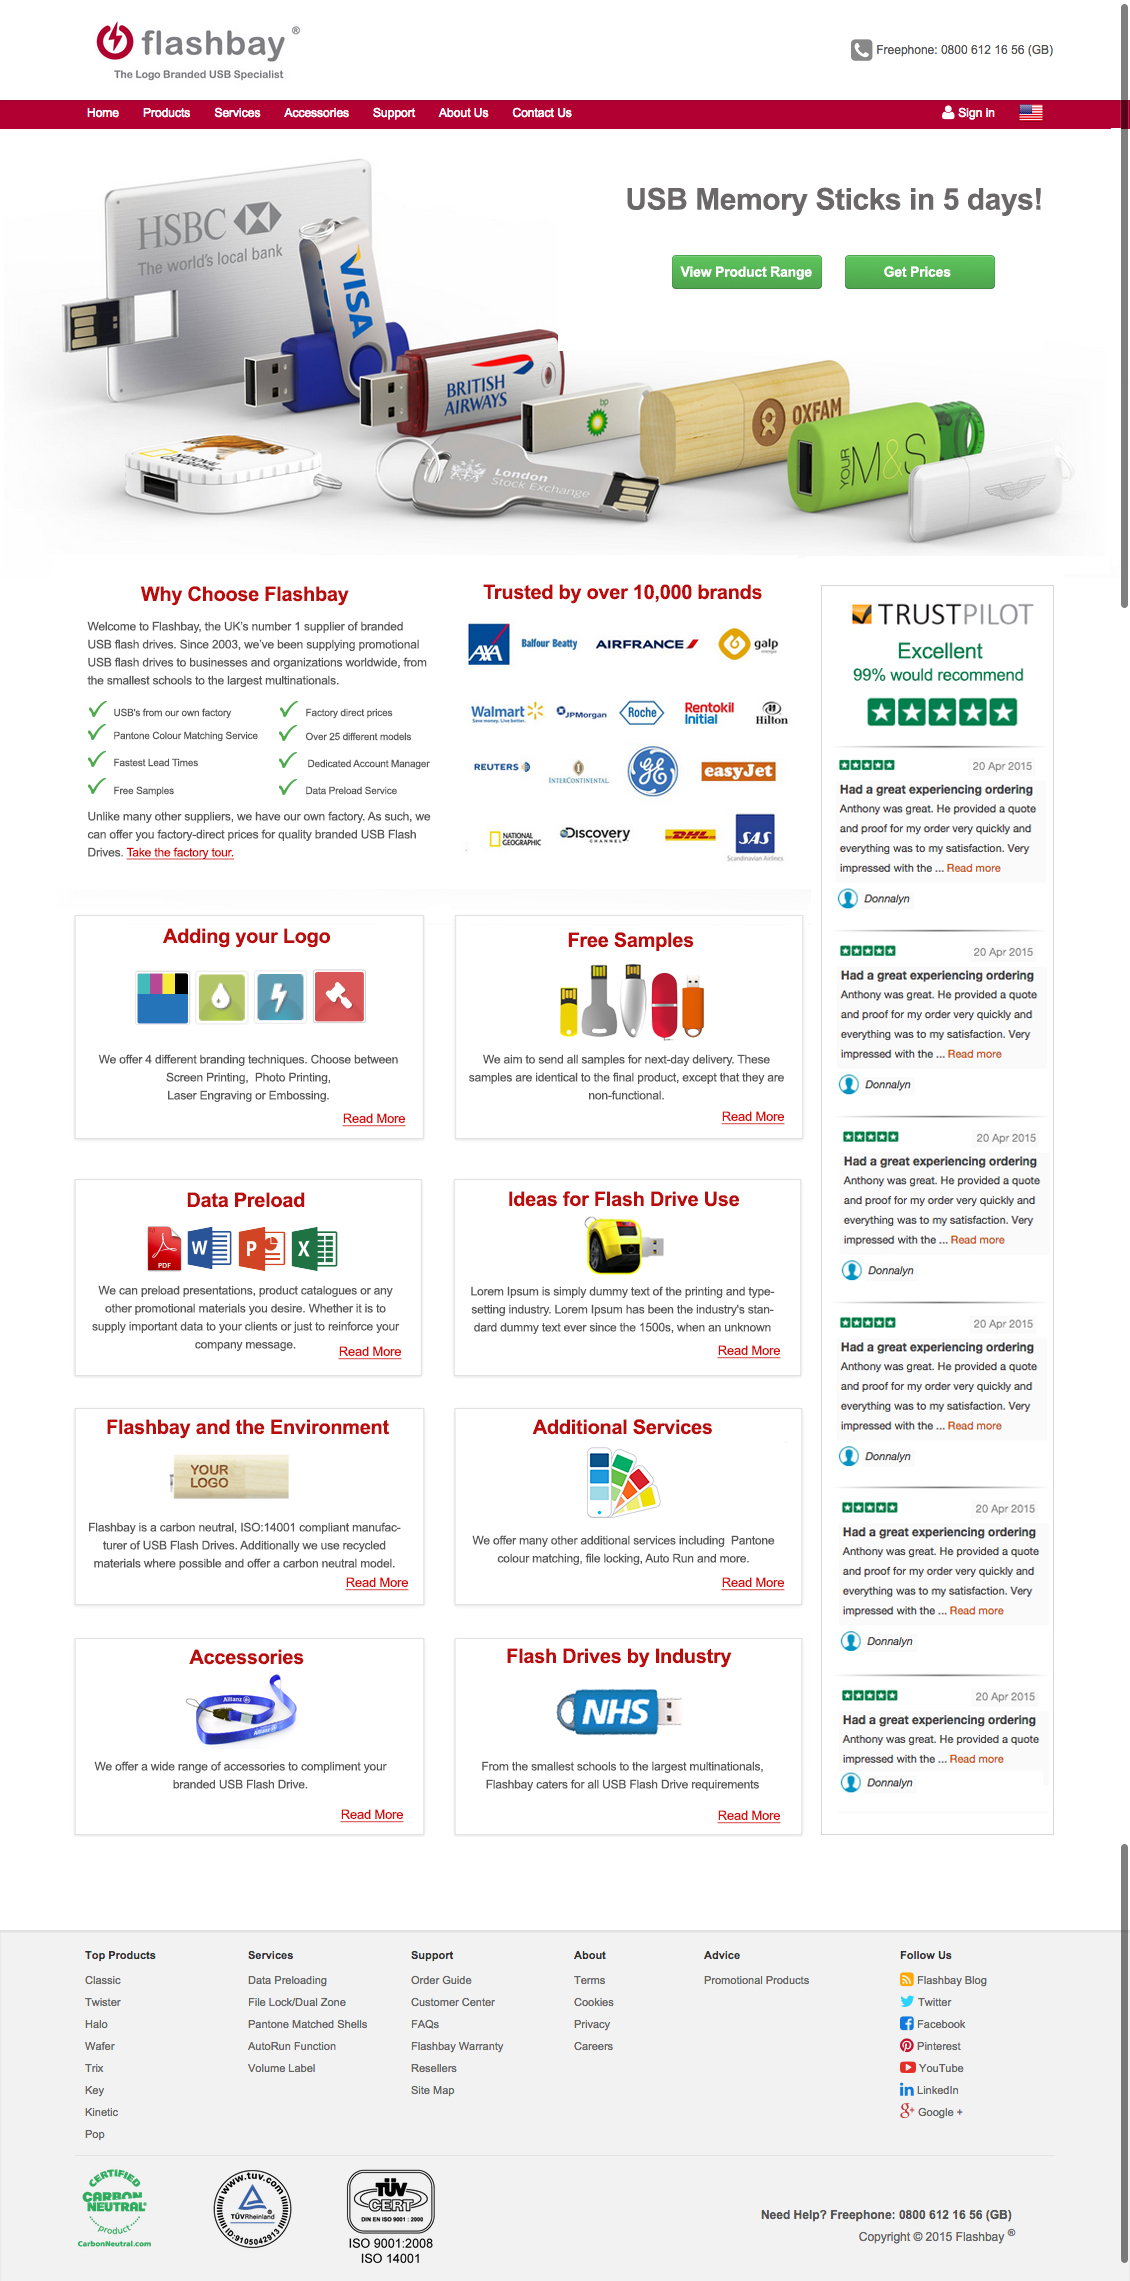 flashbay ®
The Logo Branded USB Specialist
Freephone: 0800 612 16 56 (GB)
Home Products Services Accessories Support About Us Contact Us
Sign in
USB Memory Sticks in 5 days!
View Product Range
Get Prices
HSBC
The world's local bank
VISA
BRITISH
AIRWAYS
bp
OXFAM
YOUR M&S
NATIONAL
GEOGRAPHIC
London
Stock Exchange
Why Choose Flashbay
Welcome to Flashbay, the UK's number 1 supplier of branded
USB flash drives. Since 2003, we've been supplying promotional
USB flash drives to businesses and organizations worldwide, from
the smallest schools to the largest multinationals.
USB's from our own factory
Factory direct prices
Pantone Colour Matching Service
Over 25 different models
Fastest Lead Times
Dedicated Account Manager
Free Samples
Data Preload Service
Unlike many other suppliers, we have our own factory. As such, we
can offer you factory-direct prices for quality branded USB Flash
Drives. Take the factory tour.
Trusted by over 10,000 brands
AXA
Balfour Beatty
AIRFRANCE
galp
energia
Walmart
Save money. Live better.
J.P.Morgan
Roche
Rentokil
Initial
Hilton
REUTERS
INTERCONTINENTAL
GE
easyJet
NATIONAL
GEOGRAPHIC
Discovery
CHANNEL
DHL
SAS
Scandinavian Airlines
TRUSTPILOT
Excellent
99% would recommend
20 Apr 2015
Had a great experiencing ordering
Anthony was great. He provided a quote
and proof for my order very quickly and
everything was to my satisfaction. Very
impressed with the ... Read more
Donnalyn
20 Apr 2015
Had a great experiencing ordering
Anthony was great. He provided a quote
and proof for my order very quickly and
everything was to my satisfaction. Very
impressed with the ... Read more
Donnalyn
20 Apr 2015
Had a great experiencing ordering
Anthony was great. He provided a quote
and proof for my order very quickly and
everything was to my satisfaction. Very
impressed with the ... Read more
Donnalyn
20 Apr 2015
Had a great experiencing ordering
Anthony was great. He provided a quote
and proof for my order very quickly and
everything was to my satisfaction. Very
impressed with the ... Read more
Donnalyn
20 Apr 2015
Had a great experiencing ordering
Anthony was great. He provided a quote
and proof for my order very quickly and
everything was to my satisfaction. Very
impressed with the ... Read more
Donnalyn
20 Apr 2015
Had a great experiencing ordering
Anthony was great. He provided a quote
impressed with the ... Read more
Donnalyn
Adding your Logo
We offer 4 different branding techniques. Choose between
Screen Printing, Photo Printing,
Laser Engraving or Embossing.
Read More
Free Samples
We aim to send all samples for next-day delivery. These
samples are identical to the final product, except that they are
non-functional.
Read More
Data Preload
PDF
W
P
X
We can preload presentations, product catalogues or any
other promotional materials you desire. Whether it is to
supply important data to your clients or just to reinforce your
company message.
Read More
Ideas for Flash Drive Use
Lorem Ipsum is simply dummy text of the printing and type-
setting industry. Lorem Ipsum has been the industry's stan-
dard dummy text ever since the 1500s, when an unknown
Read More
Flashbay and the Environment
YOUR
LOGO
Flashbay is a carbon neutral, ISO:14001 compliant manufac-
turer of USB Flash Drives. Additionally we use recycled
materials where possible and offer a carbon neutral model.
Read More
Additional Services
We offer many other additional services including Pantone
colour matching, file locking, Auto Run and more.
Read More
Accessories
Allianz
Allianz
We offer a wide range of accessories to compliment your
branded USB Flash Drive.
Read More
Flash Drives by Industry
NHS
From the smallest schools to the largest multinationals,
Flashbay caters for all USB Flash Drive requirements
Read More
Top Products
Classic
Twister
Halo
Wafer
Trix
Key
Kinetic
Pop
Services
Data Preloading
File Lock/Dual Zone
Pantone Matched Shells
AutoRun Function
Volume Label
Support
Order Guide
Customer Center
FAQs
Flashbay Warranty
Resellers
Site Map
About
Terms
Cookies
Privacy
Careers
Advice
Promotional Products
Follow Us
Flashbay Blog
Twitter
Facebook
Pinterest
YouTube
LinkedIn
Google +
CERTIFIED
CARBON
NEUTRAL
product
CarbonNeutral.com
www.tuv.com
TÜVRheinland
ID:9105042913
TÜV
CERT
DIN EN ISO 9001 : 2000
ISO 9001:2008
ISO 14001
Need Help? Freephone: 0800 612 16 56 (GB)
Copyright © 2015 Flashbay ®